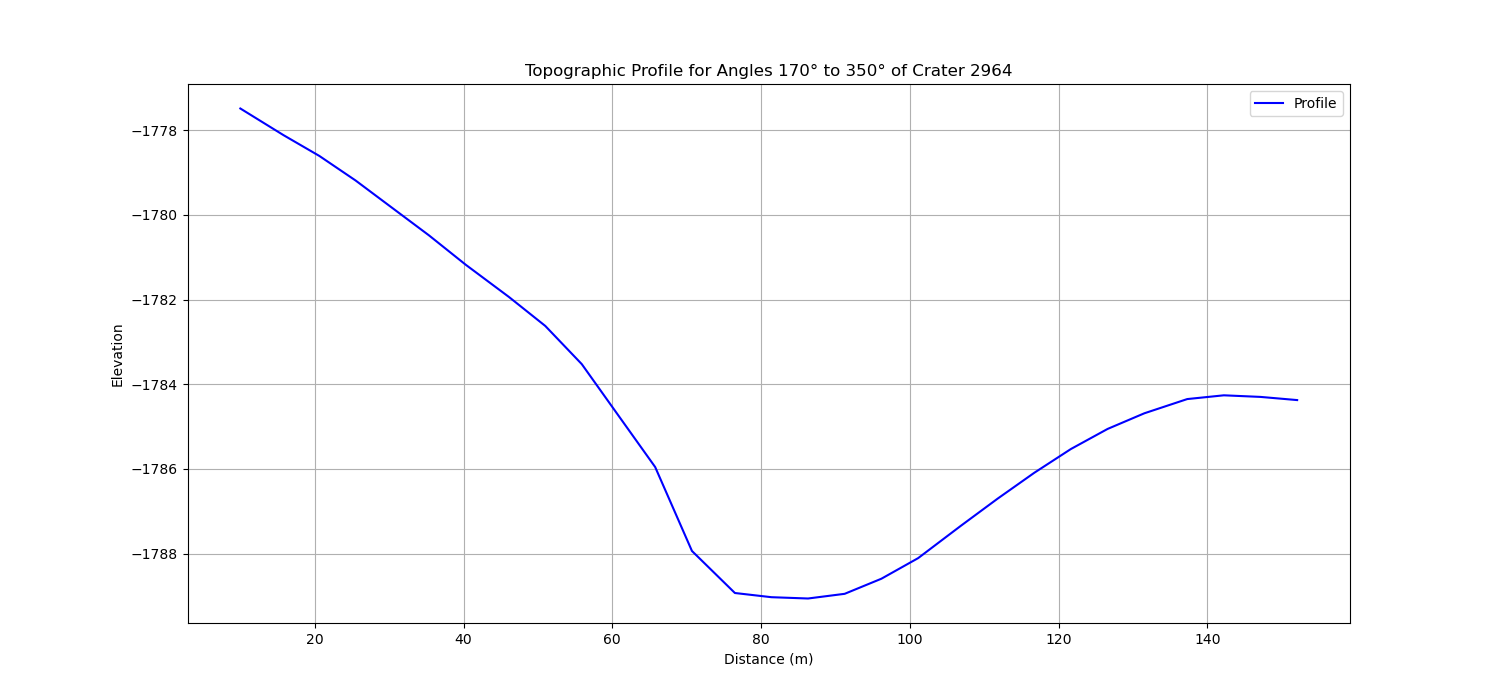 Topographic Profile for Angles 170° to 350° of Crater 2964
Profile
Elevation
−1778
−1780
−1782
−1784
−1786
−1788
20 40 60 80 100 120 140
Distance (m)